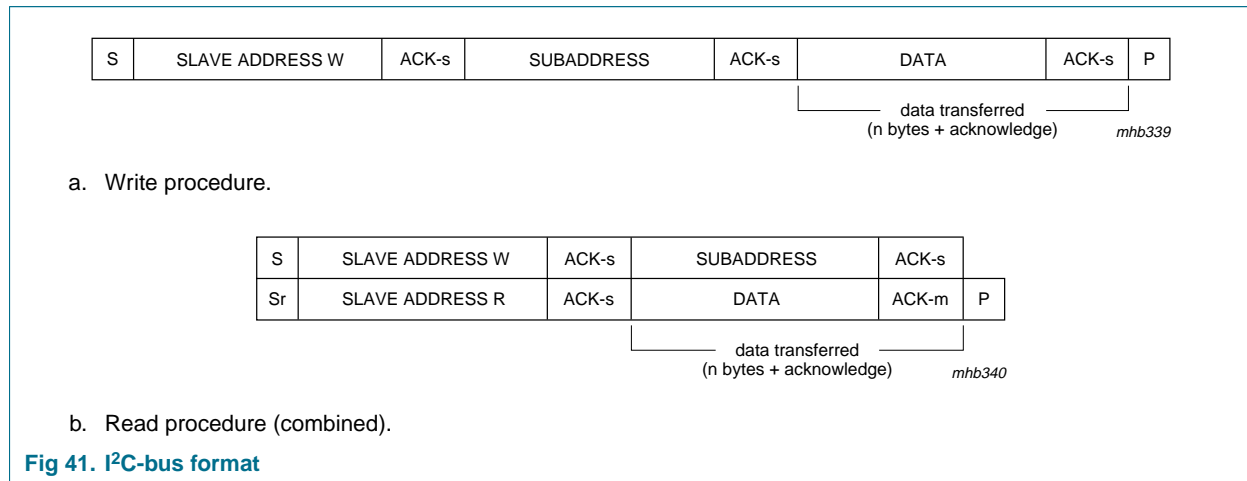 S SLAVE ADDRESS W ACK-s SUBADDRESS ACK-s DATA ACK-s P
data transferred
(n bytes + acknowledge)
mhb339
a. Write procedure.
S SLAVE ADDRESS W ACK-s SUBADDRESS ACK-s
Sr SLAVE ADDRESS R ACK-s DATA ACK-m P
data transferred
(n bytes + acknowledge)
mhb340
b. Read procedure (combined).
Fig 41. I²C-bus format